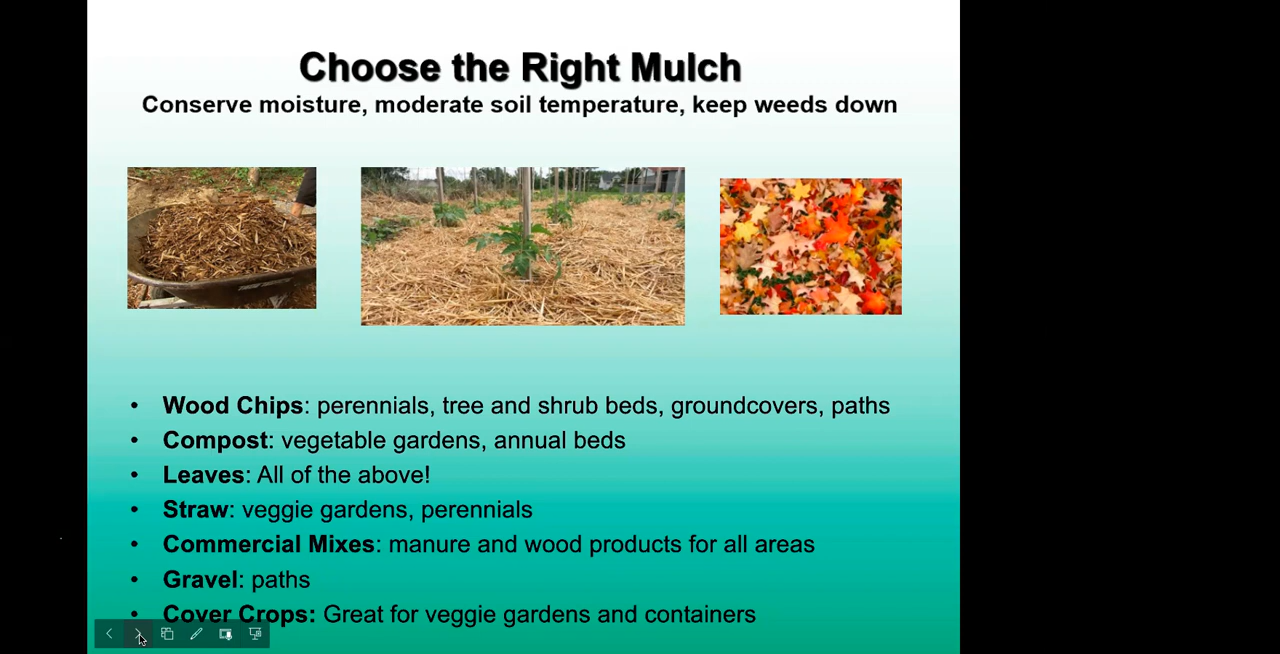 Choose the Right Mulch
Conserve moisture, moderate soil temperature, keep weeds down
• Wood Chips: perennials, tree and shrub beds, groundcovers, paths
• Compost: vegetable gardens, annual beds
• Leaves: All of the above!
• Straw: veggie gardens, perennials
• Commercial Mixes: manure and wood products for all areas
• Gravel: paths
• Cover Crops: Great for veggie gardens and containers